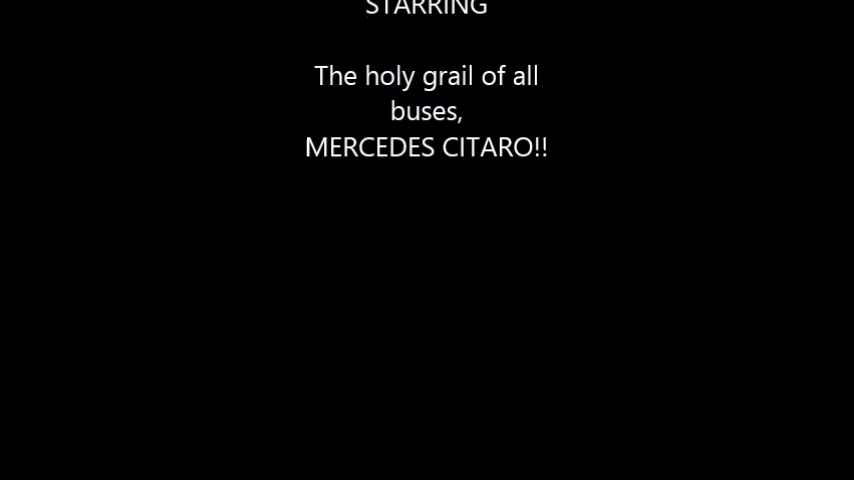 STARRING
The holy grail of all
buses,
MERCEDES CITARO!!